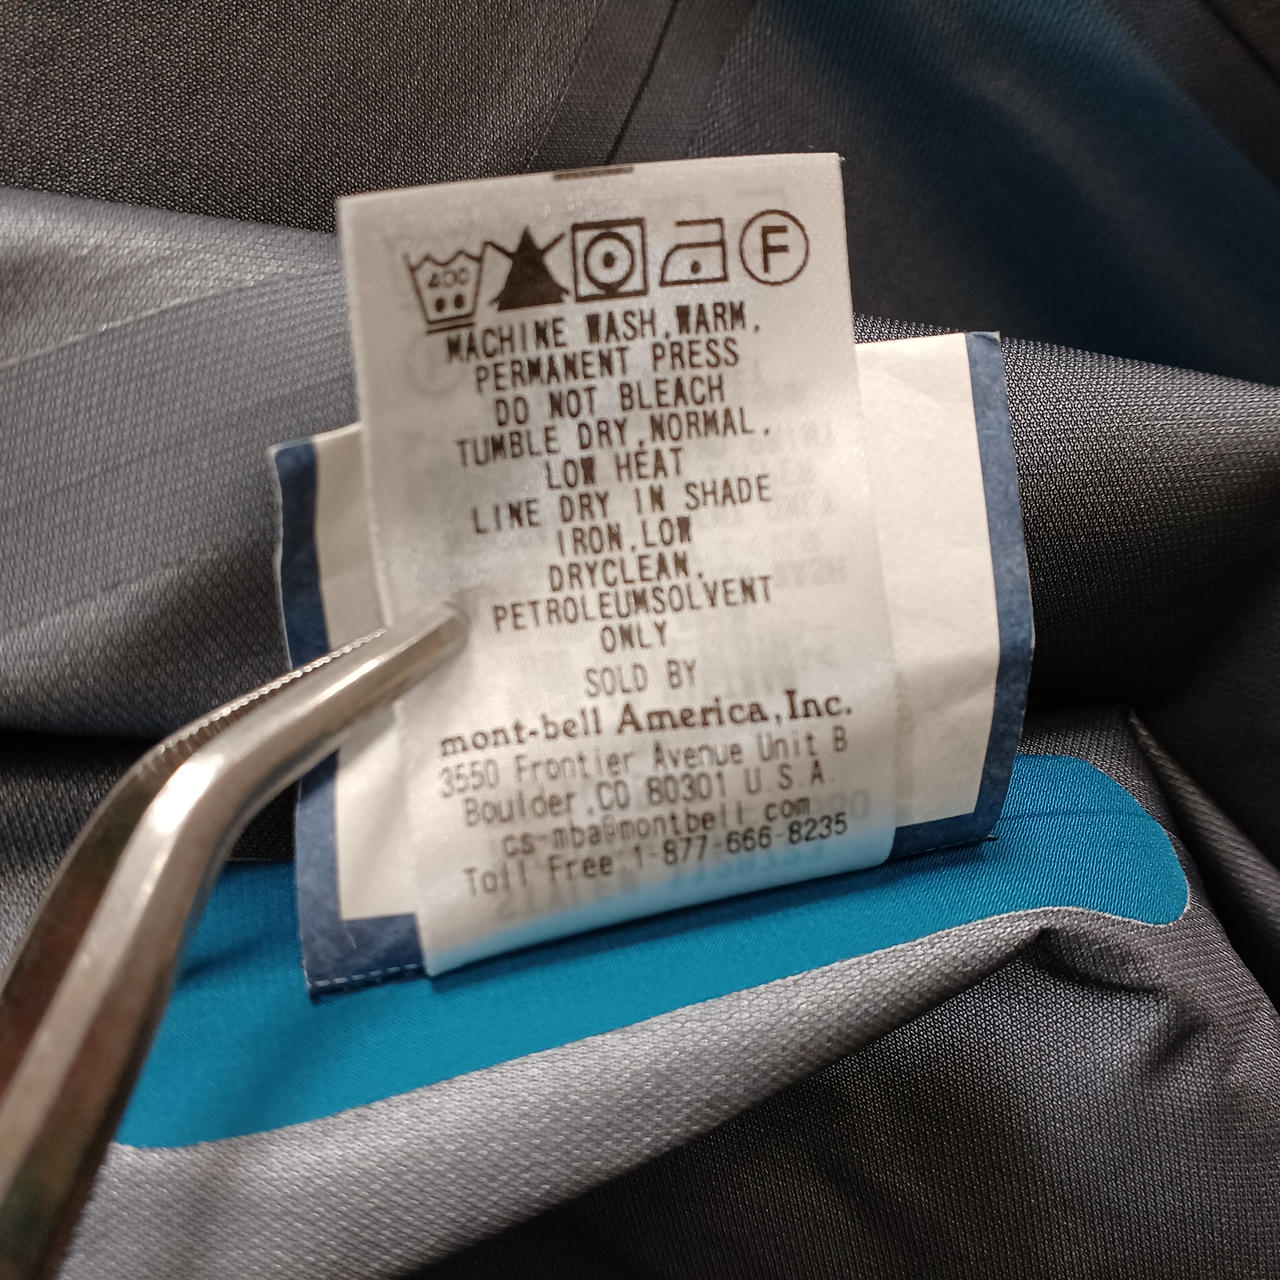 40C
F
MACHINE WASH,WARM,
PERMANENT PRESS
DO NOT BLEACH
TUMBLE DRY,NORMAL,
LOW HEAT
LINE DRY IN SHADE
IRON,LOW
DRYCLEAN,
PETROLEUMSOLVENT
ONLY
SOLD BY
mont-bell America,Inc.
3550 Frontier Avenue Unit B
Boulder,CO 80301 U.S.A.
cs-mba@montbell.com
Toll Free 1-877-666-8235